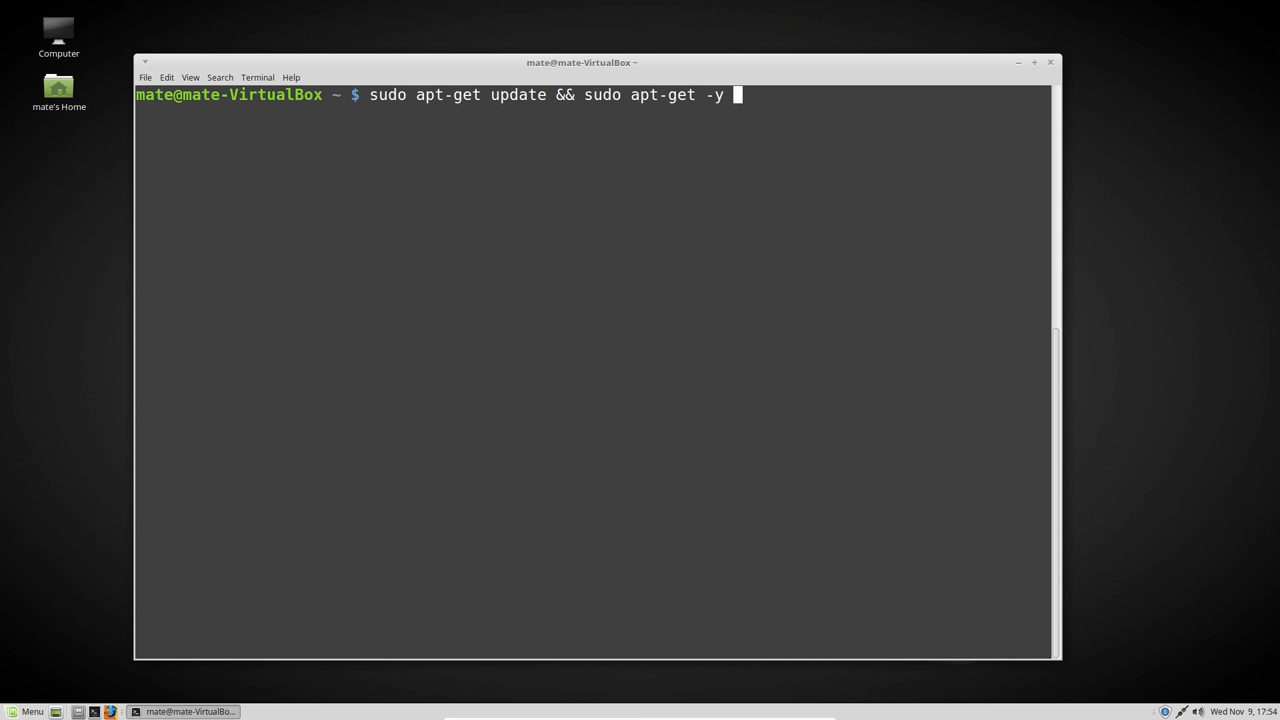 Computer
mate's Home
mate@mate-VirtualBox ~
File Edit View Search Terminal Help
mate@mate-VirtualBox ~ $ sudo apt-get update && sudo apt-get -y
Menu
mate@mate-VirtualBo...
Wed Nov 9, 17:54